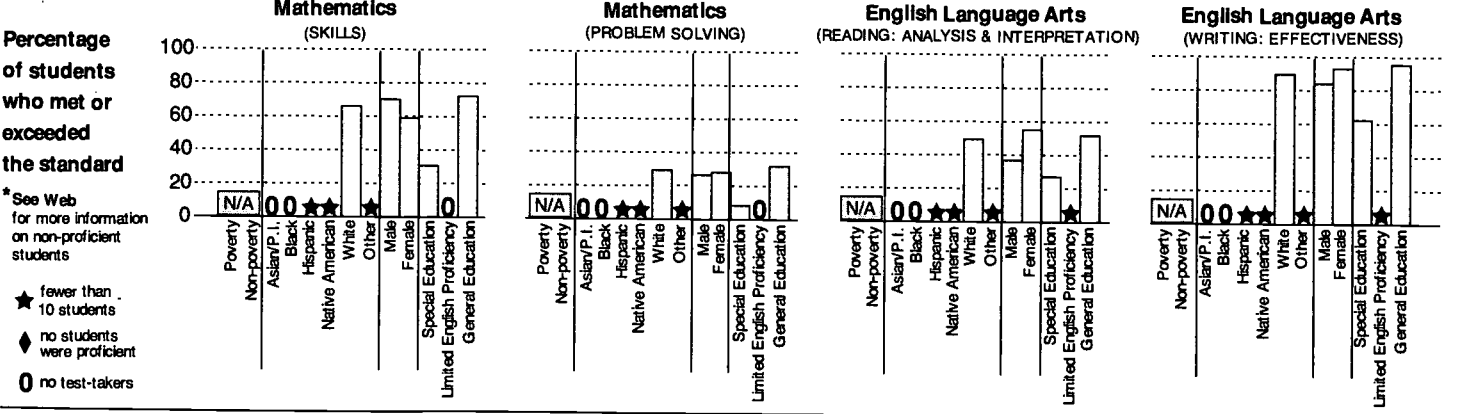 Percentage
of students
who met or
exceeded
the standard
*See Web
for more information
on non-proficient
students
★ fewer than
10 students
♦ no students
were proficient
0 no test-takers
Mathematics
(SKILLS)
100
80
60
40
20
0
N/A
0 0 ★ ★ ★ 0
Poverty
Non-poverty
Asian/P.I.
Black
Hispanic
Native American
White
Other
Male
Female
Special Education
Limited English Proficiency
General Education
Mathematics
(PROBLEM SOLVING)
N/A
0 0 ★ ★ ★ 0
Poverty
Non-poverty
Asian/P.I.
Black
Hispanic
Native American
White
Other
Male
Female
Special Education
Limited English Proficiency
General Education
English Language Arts
(READING: ANALYSIS & INTERPRETATION)
N/A
0 0 ★ ★ ★ ★
Poverty
Non-poverty
Asian/P.I.
Black
Hispanic
Native American
White
Other
Male
Female
Special Education
Limited English Proficiency
General Education
English Language Arts
(WRITING: EFFECTIVENESS)
N/A
0 0 ★ ★ ★ ★
Poverty
Non-poverty
Asian/P.I.
Black
Hispanic
Native American
White
Other
Male
Female
Special Education
Limited English Proficiency
General Education